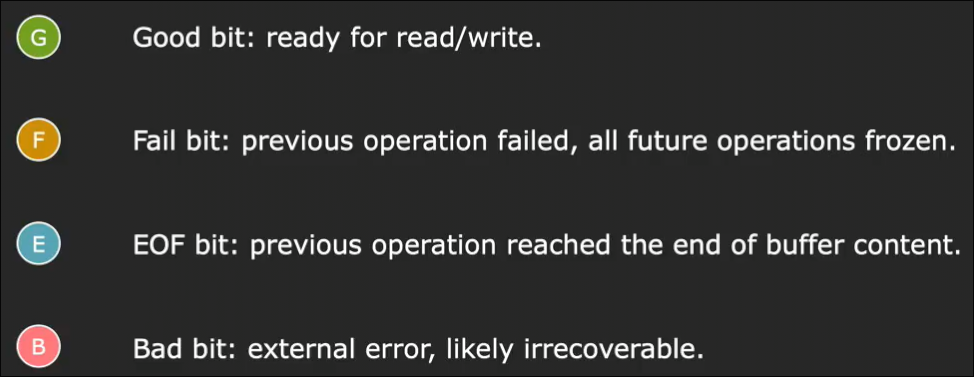 G Good bit: ready for read/write.
F Fail bit: previous operation failed, all future operations frozen.
E EOF bit: previous operation reached the end of buffer content.
B Bad bit: external error, likely irrecoverable.